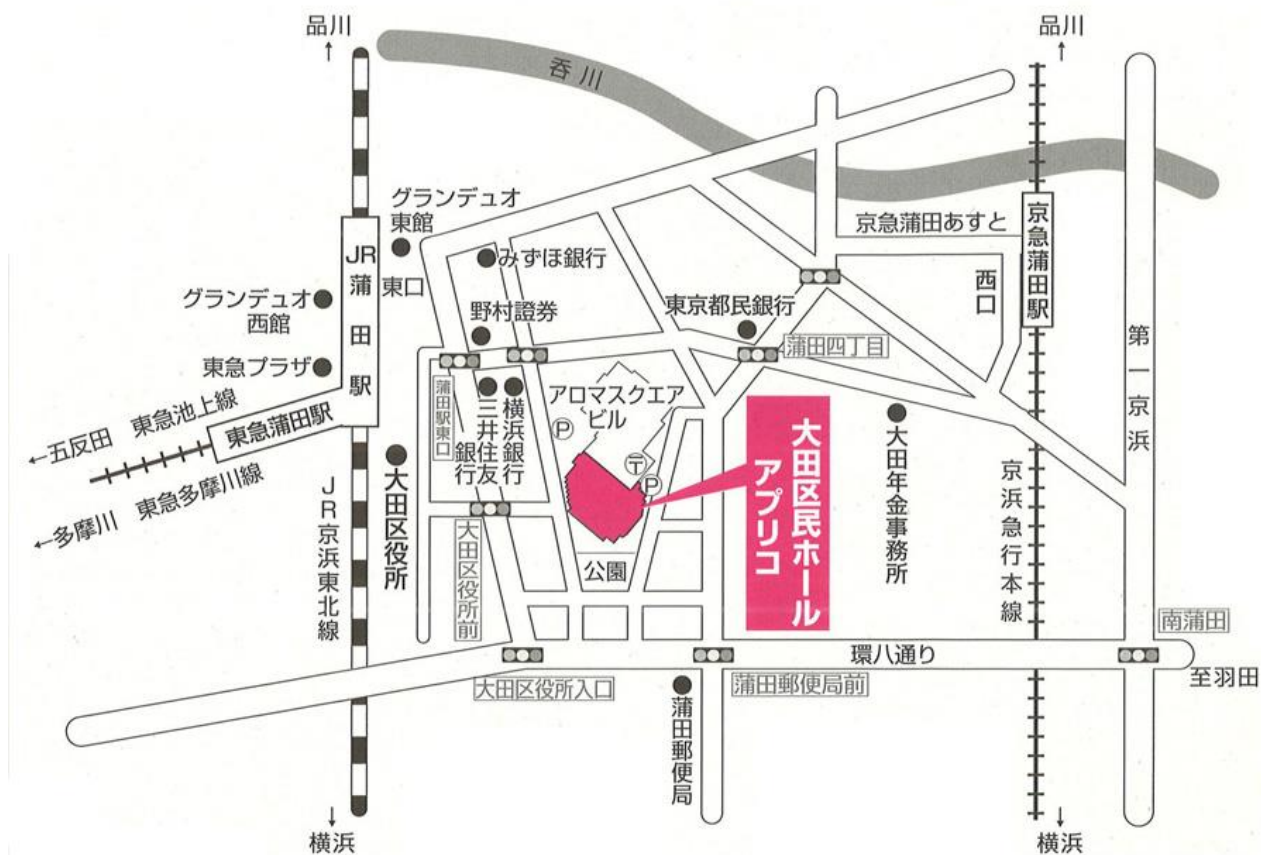 品川
↑
品川
↑
呑川
グランデュオ
東館
みずほ銀行
京急蒲田あすと
京急蒲田駅
西口
JR蒲田駅
東口
グランデュオ
西館
野村證券
東京都民銀行
蒲田四丁目
第一京浜
東急プラザ
蒲田駅東口
三井住友
銀行
横浜銀行
アロマスクエア
ビル
P
〒
P
←五反田 東急池上線
東急蒲田駅
←多摩川 東急多摩川線
大田区役所
大田区民ホール
アプリコ
大田年金事務所
京浜急行本線
JR京浜東北線
大田区役所前
公園
南蒲田
環八通り
至羽田
大田区役所入口
蒲田郵便局前
蒲田郵便局
↓
横浜
↓
横浜